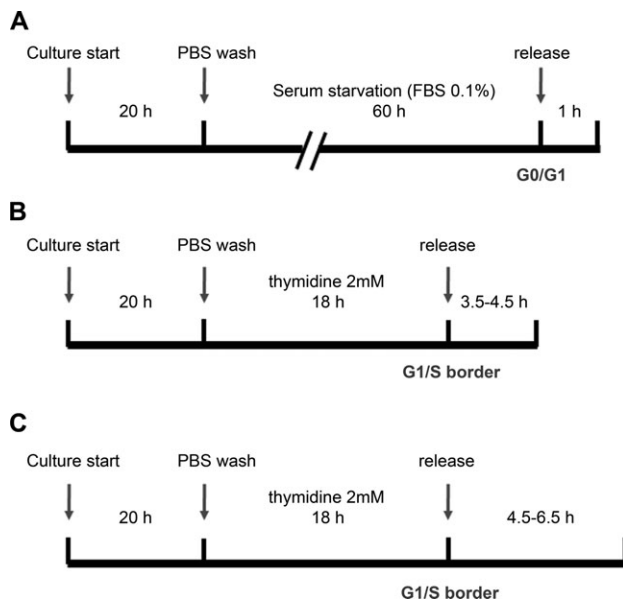 A
Culture start PBS wash release
Serum starvation (FBS 0.1%)
20 h 60 h 1 h
G0/G1
B
Culture start PBS wash release
thymidine 2mM
20 h 18 h 3.5-4.5 h
G1/S border
C
Culture start PBS wash release
thymidine 2mM
20 h 18 h 4.5-6.5 h
G1/S border